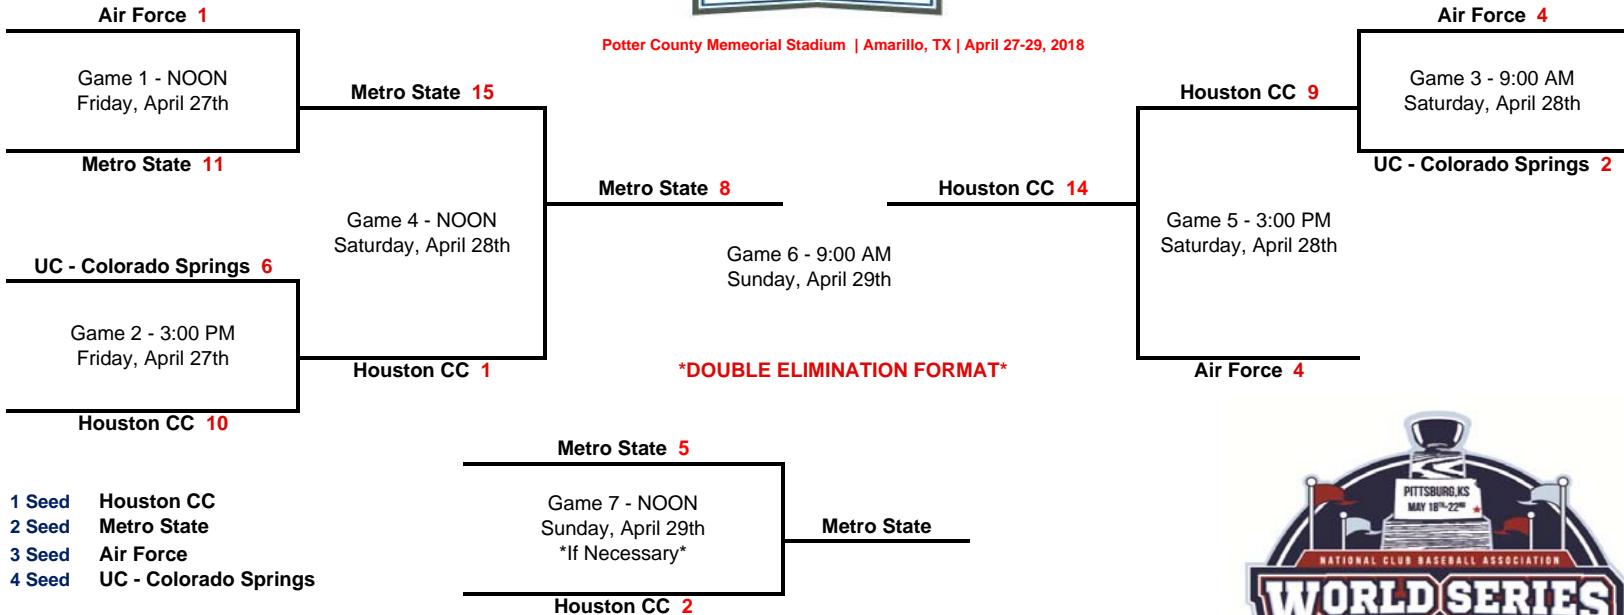 Air Force 1
Air Force 4
Potter County Memeorial Stadium | Amarillo, TX | April 27-29, 2018
Game 1 - NOON
Friday, April 27th
Metro State 15
Houston CC 9
Game 3 - 9:00 AM
Saturday, April 28th
Metro State 11
UC - Colorado Springs 2
Metro State 8
Houston CC 14
Game 4 - NOON
Saturday, April 28th
Game 5 - 3:00 PM
Saturday, April 28th
Game 6 - 9:00 AM
Sunday, April 29th
UC - Colorado Springs 6
Game 2 - 3:00 PM
Friday, April 27th
Houston CC 1
*DOUBLE ELIMINATION FORMAT*
Air Force 4
Houston CC 10
Metro State 5
1 Seed Houston CC
2 Seed Metro State
3 Seed Air Force
4 Seed UC - Colorado Springs
Game 7 - NOON
Sunday, April 29th
*If Necessary*
Metro State
Houston CC 2
PITTSBURG, KS
MAY 18TH-22ND
NATIONAL CLUB BASEBALL ASSOCIATION
WORLD SERIES